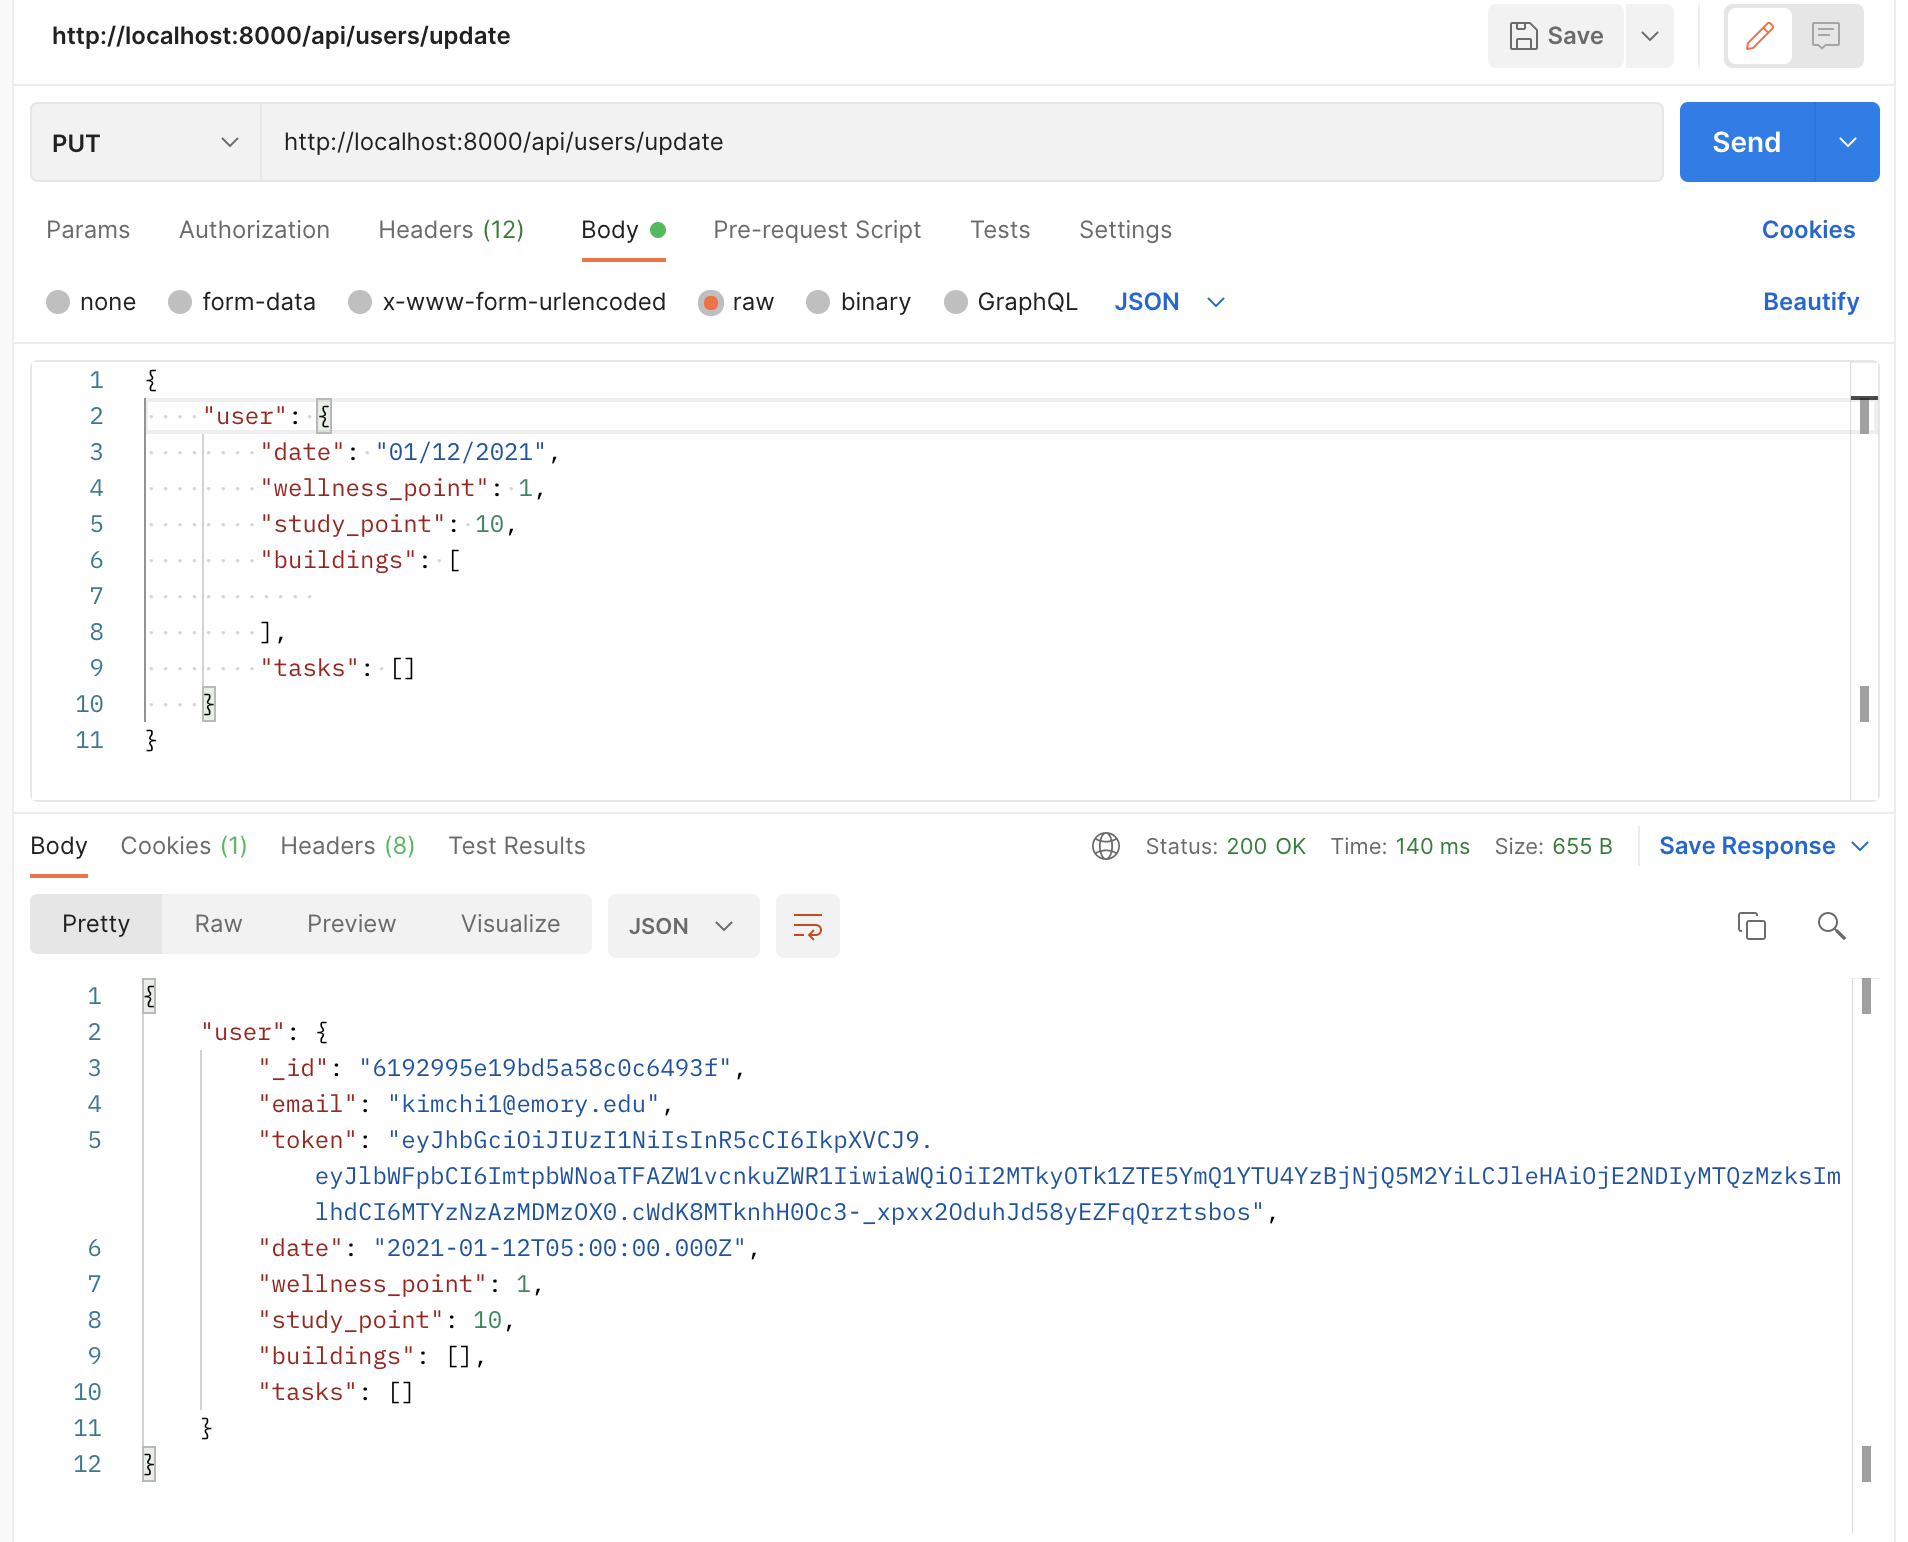 http://localhost:8000/api/users/update
Save
PUT
http://localhost:8000/api/users/update
Send
Params Authorization Headers (12) Body Pre-request Script Tests Settings Cookies
none form-data x-www-form-urlencoded raw binary GraphQL JSON Beautify
1 {
2 "user": {
3 "date": "01/12/2021",
4 "wellness_point": 1,
5 "study_point": 10,
6 "buildings": [
7
8 ],
9 "tasks": []
10 }
11 }
Body Cookies (1) Headers (8) Test Results Status: 200 OK Time: 140 ms Size: 655 B Save Response
Pretty Raw Preview Visualize JSON
1 {
2 "user": {
3 "_id": "6192995e19bd5a58c0c6493f",
4 "email": "kimchi1@emory.edu",
5 "token": "eyJhbGciOiJIUzI1NiIsInR5cCI6IkpXVCJ9.
eyJlbWFpbCI6ImtpbWNoaTFAZW1vcnkuZWR1IiwiaWQiOiI2MTkyOTk1ZTE5YmQ1YTU4YzBjNjQ5M2YiLCJleHAiOjE2NDIyMTQzMzksIm
lhdCI6MTYzNzAzMDMzOX0.cWdK8MTknhH0Oc3-_xpxx2OduhJd58yEZFqQrztsbos",
6 "date": "2021-01-12T05:00:00.000Z",
7 "wellness_point": 1,
8 "study_point": 10,
9 "buildings": [],
10 "tasks": []
11 }
12 }